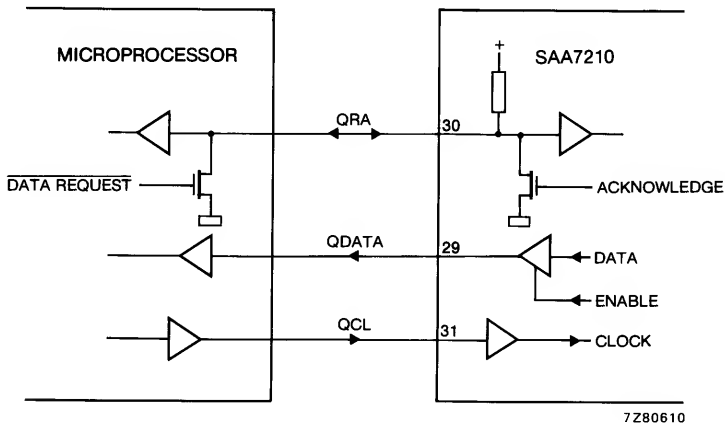 MICROPROCESSOR
SAA7210
+
QRA
30
DATA REQUEST
ACKNOWLEDGE
QDATA
29
DATA
ENABLE
QCL
31
CLOCK
7Z80610